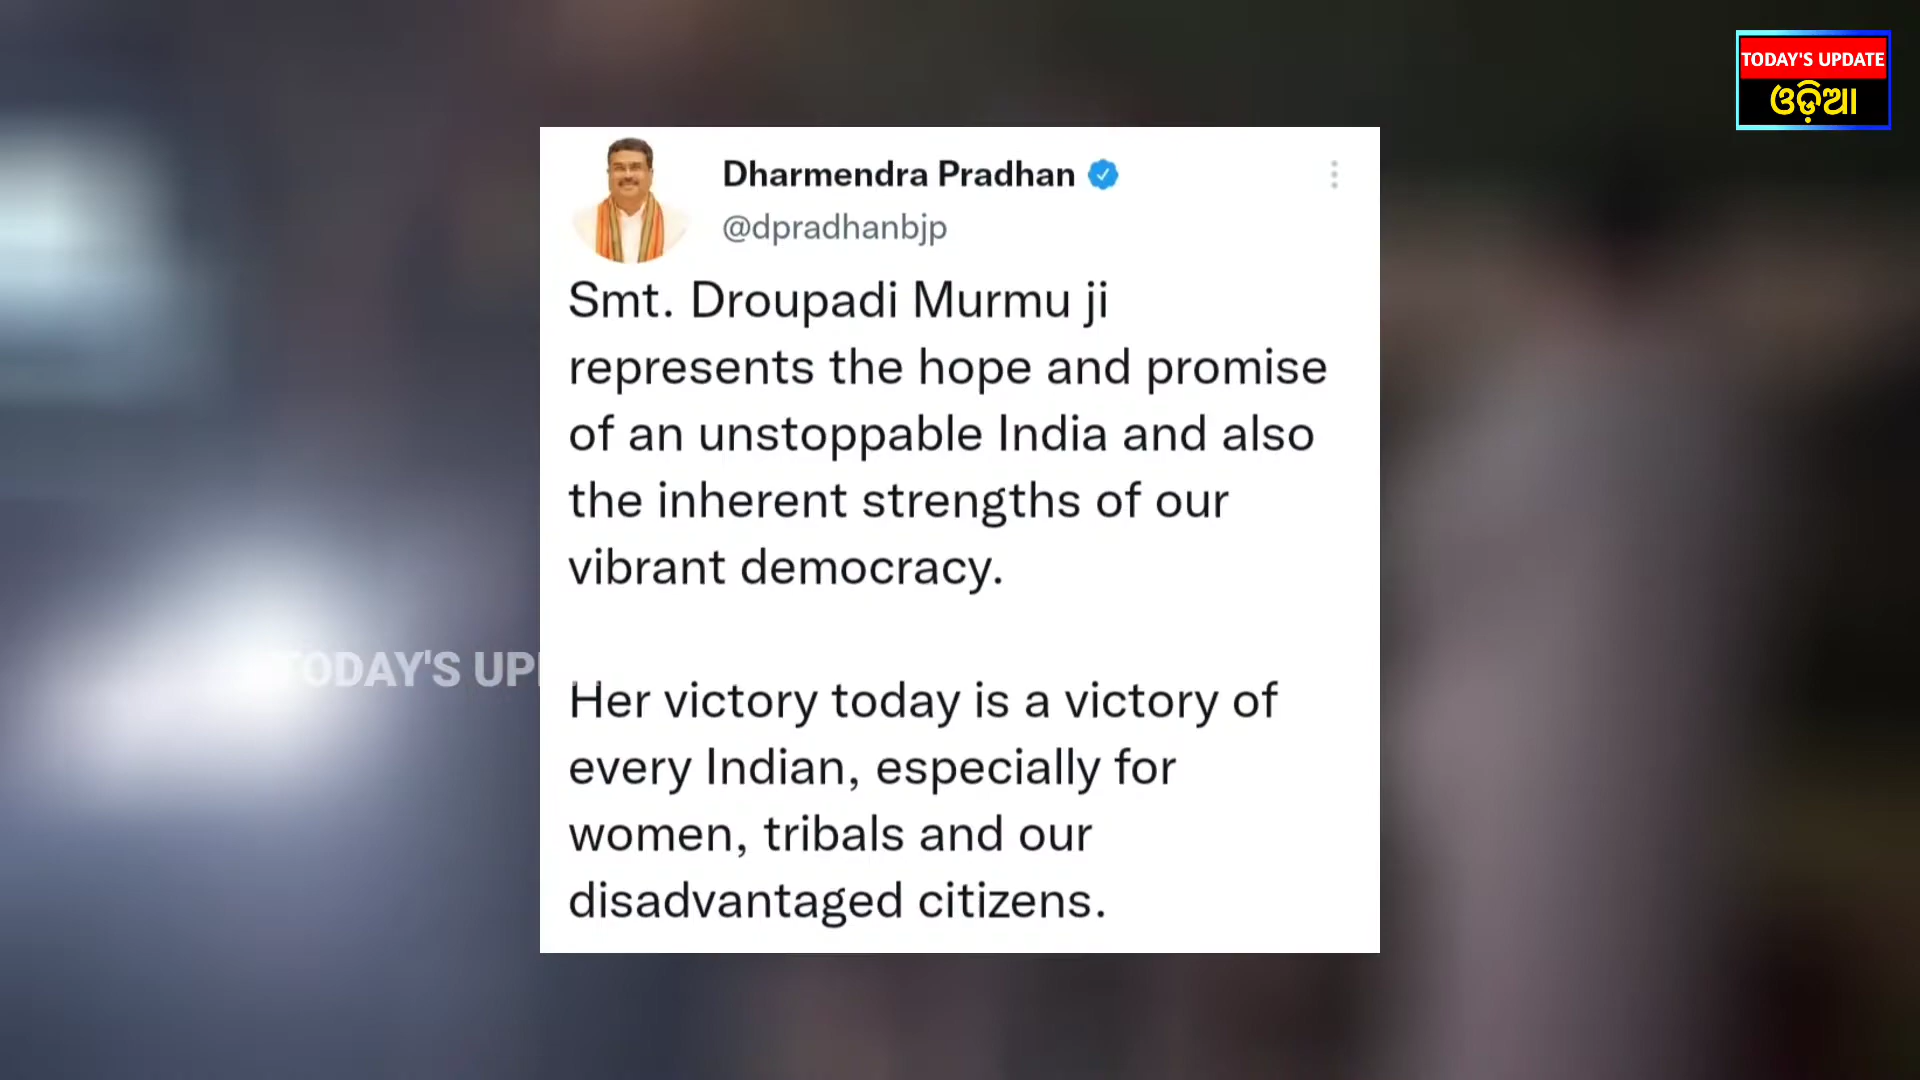 TODAY'S UPDATE
ଓଡ଼ିଆ
Dharmendra Pradhan
@dpradhanbjp
Smt. Droupadi Murmu ji
represents the hope and promise
of an unstoppable India and also
the inherent strengths of our
vibrant democracy.
TODAY'S
Her victory today is a victory of
every Indian, especially for
women, tribals and our
disadvantaged citizens.